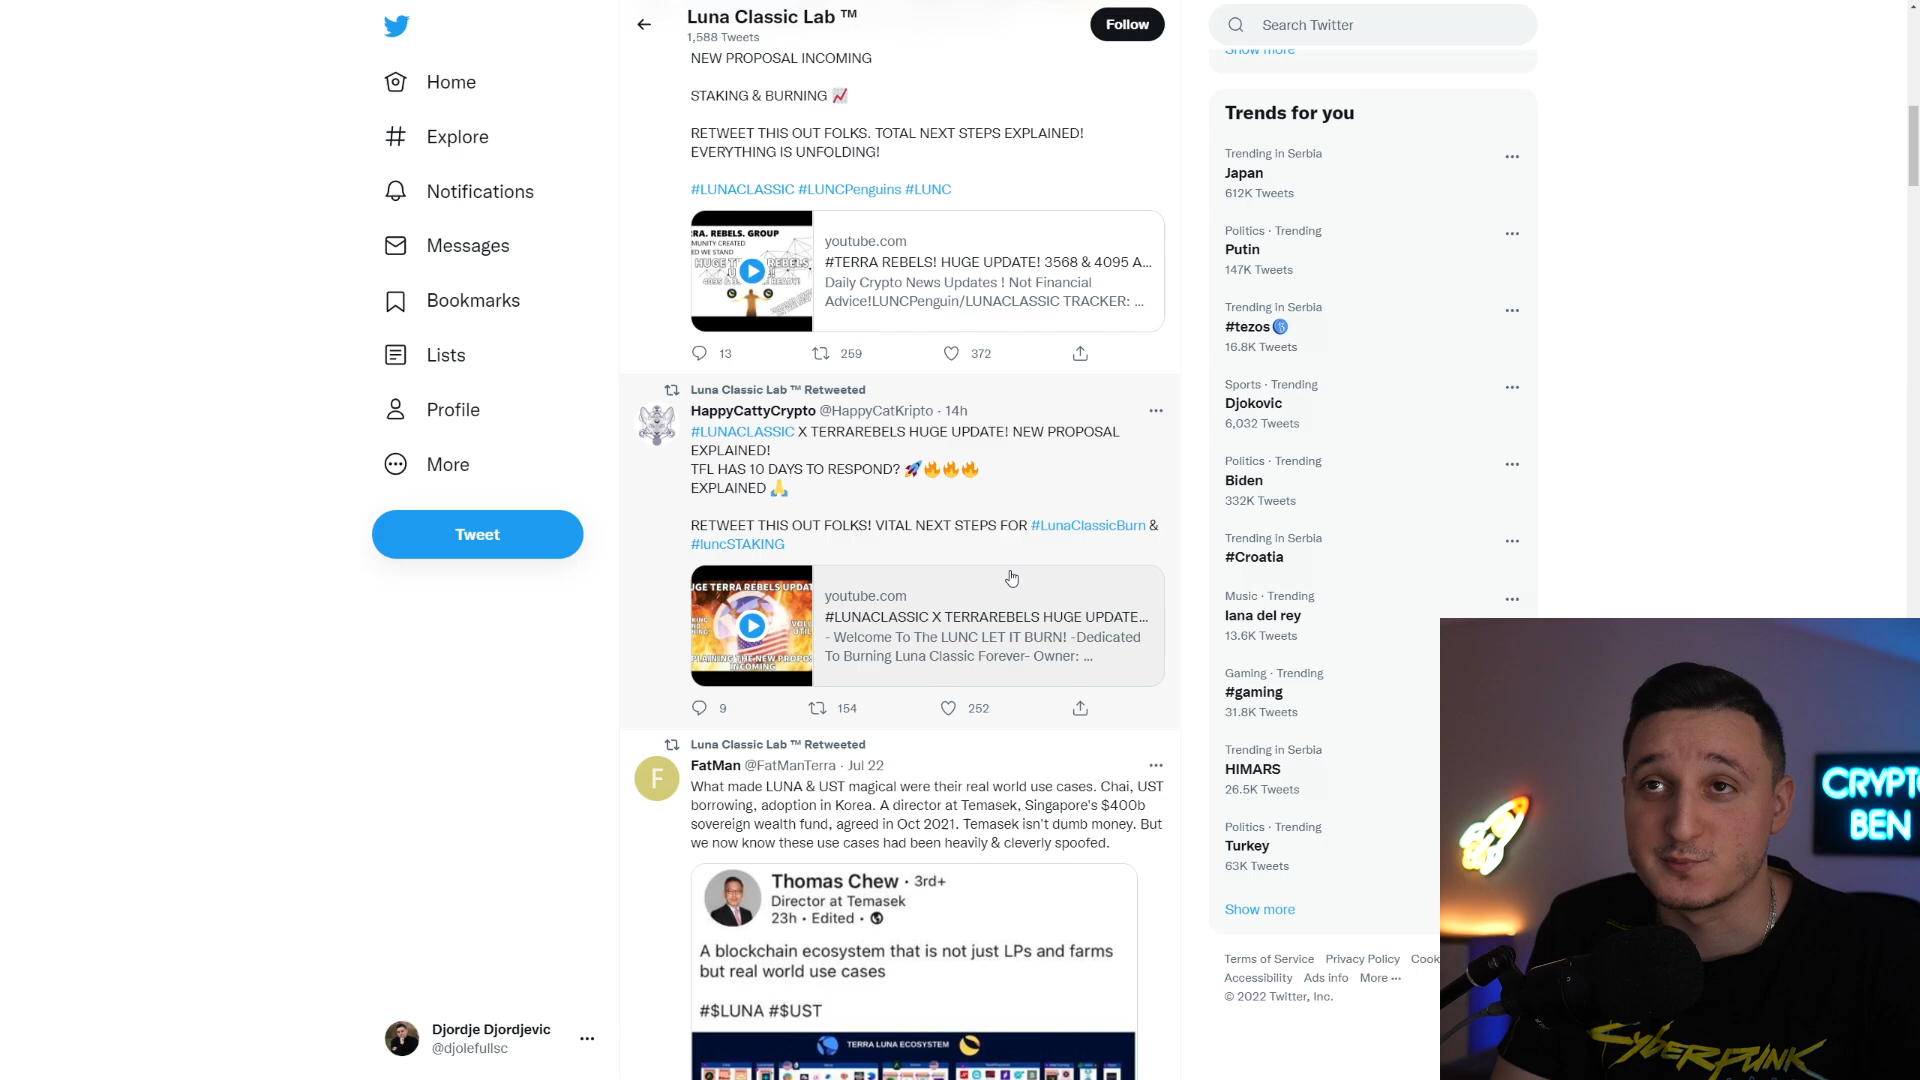 Home
Explore
Notifications
Messages
Bookmarks
Lists
Profile
More
Tweet
Djordje Djordjevic
@djolefullsc
Luna Classic Lab ™
1,588 Tweets
Follow
NEW PROPOSAL INCOMING
STAKING & BURNING 📈
RETWEET THIS OUT FOLKS. TOTAL NEXT STEPS EXPLAINED!
EVERYTHING IS UNFOLDING!
#LUNACLASSIC #LUNCPenguins #LUNC
RA. REBELS. GROUP
MUNITY CREATED
ED WE STAND
youtube.com
#TERRA REBELS! HUGE UPDATE! 3568 & 4095 A...
Daily Crypto News Updates ! Not Financial
Advice!LUNCPenguin/LUNACLASSIC TRACKER: ...
13 259 372
Luna Classic Lab ™ Retweeted
HappyCattyCrypto @HappyCatKripto · 14h
#LUNACLASSIC X TERRAREBELS HUGE UPDATE! NEW PROPOSAL
EXPLAINED!
TFL HAS 10 DAYS TO RESPOND? 🚀🔥🔥🔥
EXPLAINED 🙏
RETWEET THIS OUT FOLKS! VITAL NEXT STEPS FOR #LunaClassicBurn &
#luncSTAKING
UGE TERRA REBELS UPDAT
KING
VOLU
UTIL
LAINING THE NEW PROPOS
INCOMING
youtube.com
#LUNACLASSIC X TERRAREBELS HUGE UPDATE...
- Welcome To The LUNC LET IT BURN! -Dedicated
To Burning Luna Classic Forever- Owner: ...
9 154 252
Luna Classic Lab ™ Retweeted
F
FatMan @FatManTerra · Jul 22
What made LUNA & UST magical were their real world use cases. Chai, UST
borrowing, adoption in Korea. A director at Temasek, Singapore's $400b
sovereign wealth fund, agreed in Oct 2021. Temasek isn't dumb money. But
we now know these use cases had been heavily & cleverly spoofed.
Thomas Chew · 3rd+
Director at Temasek
23h • Edited •
A blockchain ecosystem that is not just LPs and farms
but real world use cases
#$LUNA #$UST
TERRA LUNA ECOSYSTEM
Search Twitter
Show more
Trends for you
Trending in Serbia
Japan
612K Tweets
Politics · Trending
Putin
147K Tweets
Trending in Serbia
#tezos
16.8K Tweets
Sports · Trending
Djokovic
6,032 Tweets
Politics · Trending
Biden
332K Tweets
Trending in Serbia
#Croatia
Music · Trending
lana del rey
13.6K Tweets
Gaming · Trending
#gaming
31.8K Tweets
Trending in Serbia
HIMARS
26.5K Tweets
Politics · Trending
Turkey
63K Tweets
Show more
Terms of Service Privacy Policy Cook
Accessibility Ads info More ···
© 2022 Twitter, Inc.
CRYPTO
BEN
CYBERPUNK